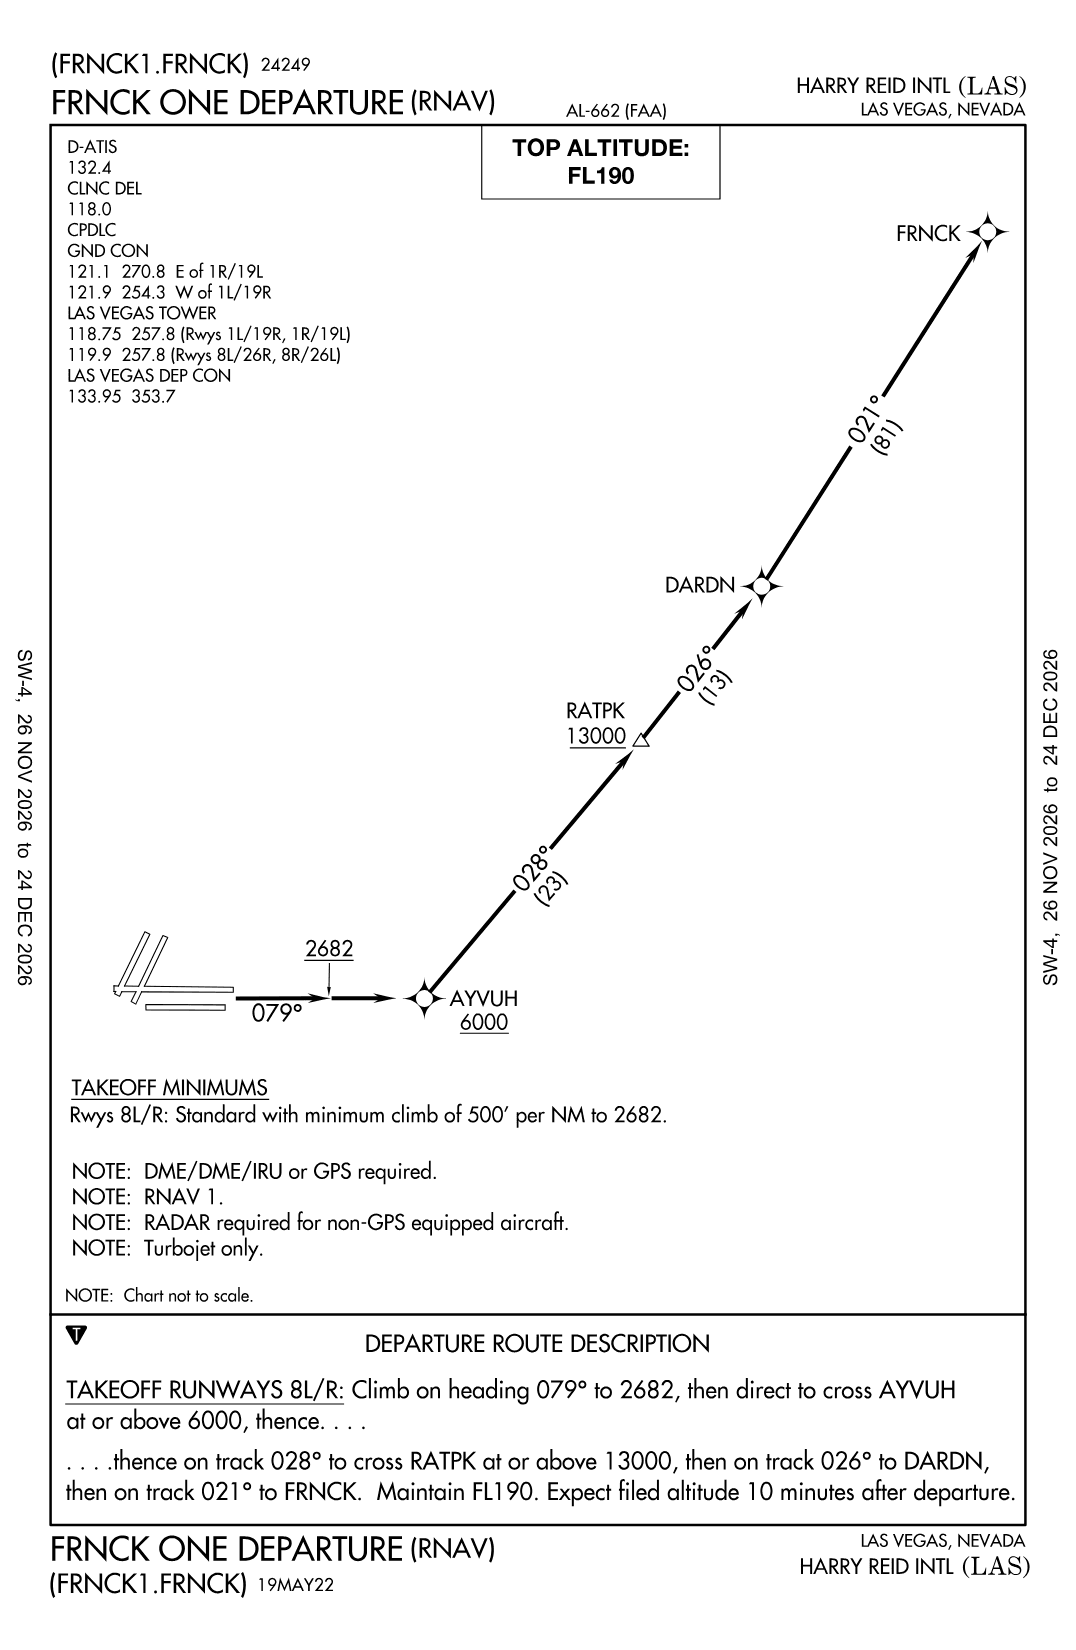 (FRNCK1.FRNCK) 24249
FRNCK ONE DEPARTURE (RNAV)
AL-662 (FAA)
HARRY REID INTL (LAS)
LAS VEGAS, NEVADA
D-ATIS
132.4
CLNC DEL
118.0
CPDLC
GND CON
121.1 270.8 E of 1R/19L
121.9 254.3 W of 1L/19R
LAS VEGAS TOWER
118.75 257.8 (Rwys 1L/19R, 1R/19L)
119.9 257.8 (Rwys 8L/26R, 8R/26L)
LAS VEGAS DEP CON
133.95 353.7
TOP ALTITUDE:
FL190
FRNCK
021°
(81)
DARDN
026°
(13)
RATPK
13000
028°
(23)
2682
079°
AYVUH
6000
SW-4, 26 NOV 2026 to 24 DEC 2026
SW-4, 26 NOV 2026 to 24 DEC 2026
TAKEOFF MINIMUMS
Rwys 8L/R: Standard with minimum climb of 500' per NM to 2682.
NOTE: DME/DME/IRU or GPS required.
NOTE: RNAV 1.
NOTE: RADAR required for non-GPS equipped aircraft.
NOTE: Turbojet only.
NOTE: Chart not to scale.
T
DEPARTURE ROUTE DESCRIPTION
TAKEOFF RUNWAYS 8L/R: Climb on heading 079° to 2682, then direct to cross AYVUH
at or above 6000, thence. . . .
. . . .thence on track 028° to cross RATPK at or above 13000, then on track 026° to DARDN,
then on track 021° to FRNCK. Maintain FL190. Expect filed altitude 10 minutes after departure.
FRNCK ONE DEPARTURE (RNAV)
(FRNCK1.FRNCK) 19MAY22
LAS VEGAS, NEVADA
HARRY REID INTL (LAS)